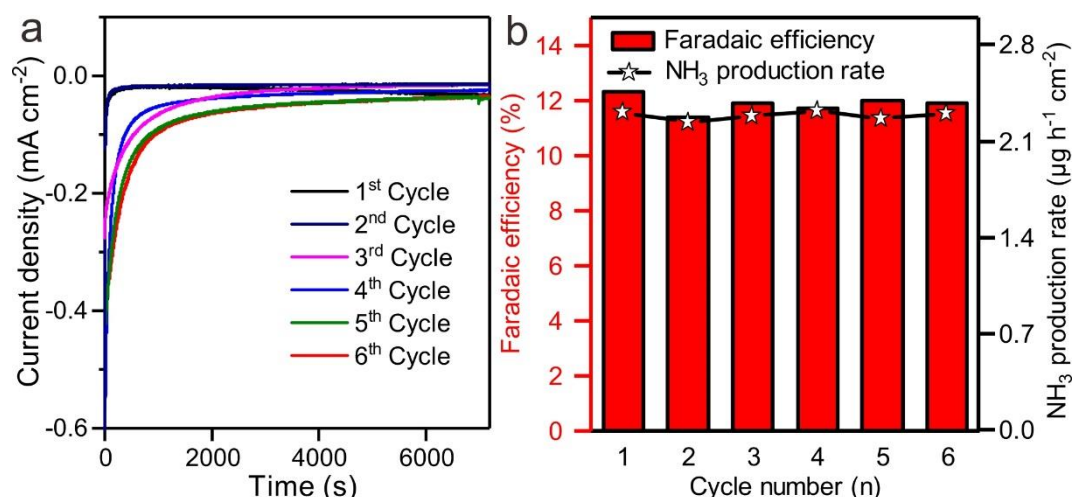 a
Current density (mA cm⁻²)
0.0
-0.2
-0.4
-0.6
0
2000
4000
6000
Time (s)
1ˢᵗ Cycle
2ⁿᵈ Cycle
3ʳᵈ Cycle
4ᵗʰ Cycle
5ᵗʰ Cycle
6ᵗʰ Cycle
b
Faradaic efficiency (%)
14
12
10
8
6
4
2
0
Faradaic efficiency
NH₃ production rate
2.8
2.1
1.4
0.7
0.0
NH₃ production rate (µg h⁻¹ cm⁻²)
1
2
3
4
5
6
Cycle number (n)